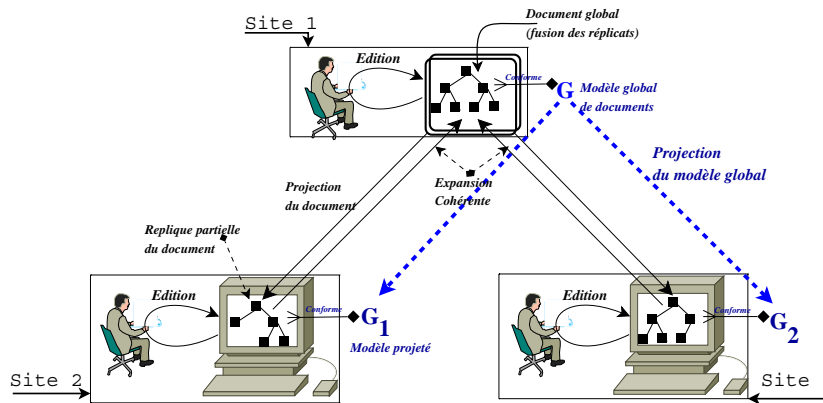 Site 1
Document global
(fusion des réplicats)
Edition
Conforme
G
Modèle global
de documents
Projection
du modèle global
Projection
du document
Expansion
Cohérente
Replique partielle
du document
Edition
Conforme
G1
Modèle projeté
Site 2
Edition
Conforme
G2
Site